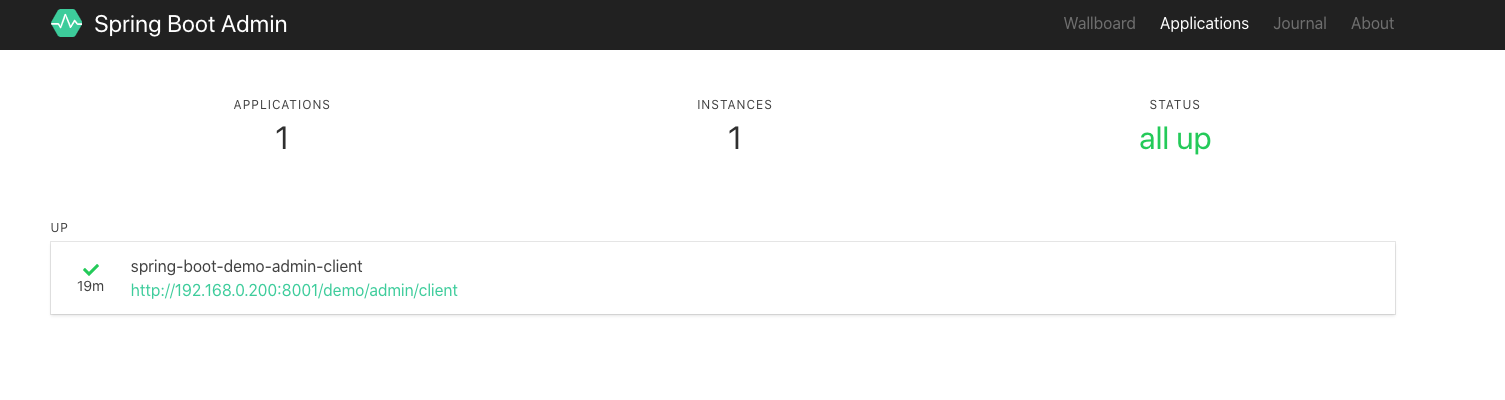 Spring Boot Admin
Wallboard Applications Journal About
APPLICATIONS INSTANCES STATUS
1 1 all up
UP
spring-boot-demo-admin-client
19m
http://192.168.0.200:8001/demo/admin/client